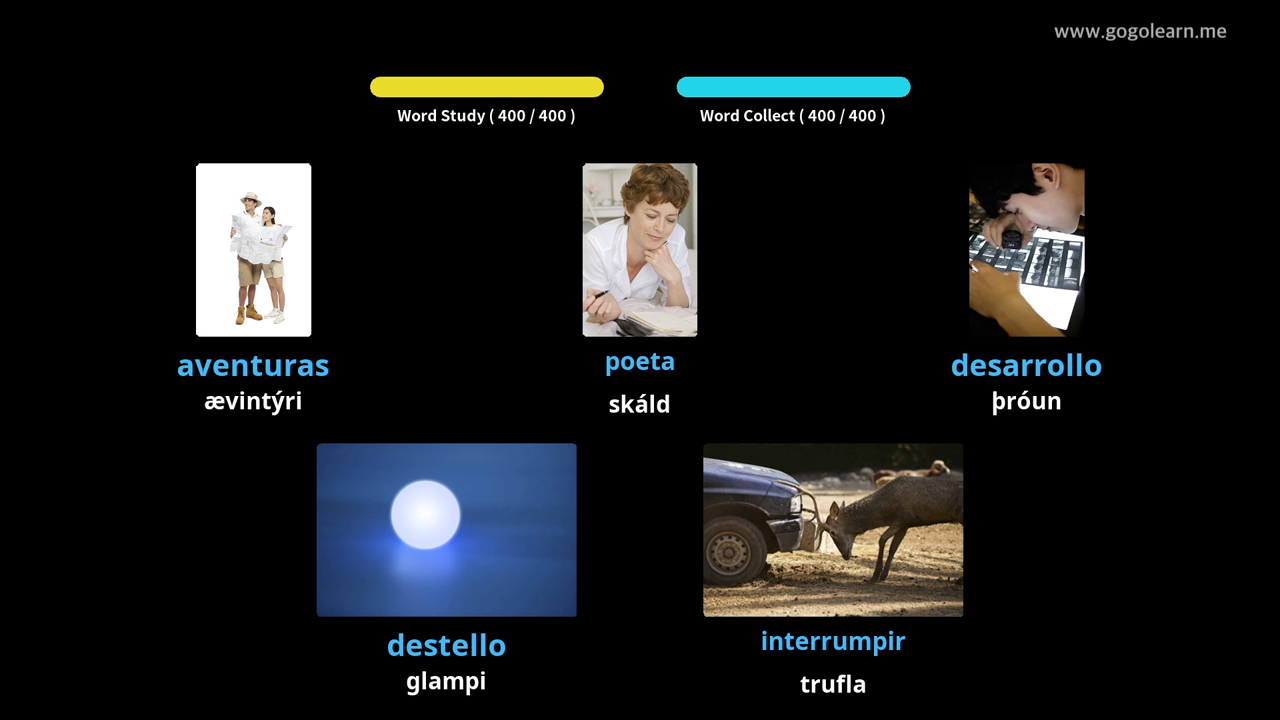 www.gogolearn.me
Word Study ( 400 / 400 )
Word Collect ( 400 / 400 )
aventuras
ævintýri
poeta
skáld
desarrollo
þróun
destello
glampi
interrumpir
trufla